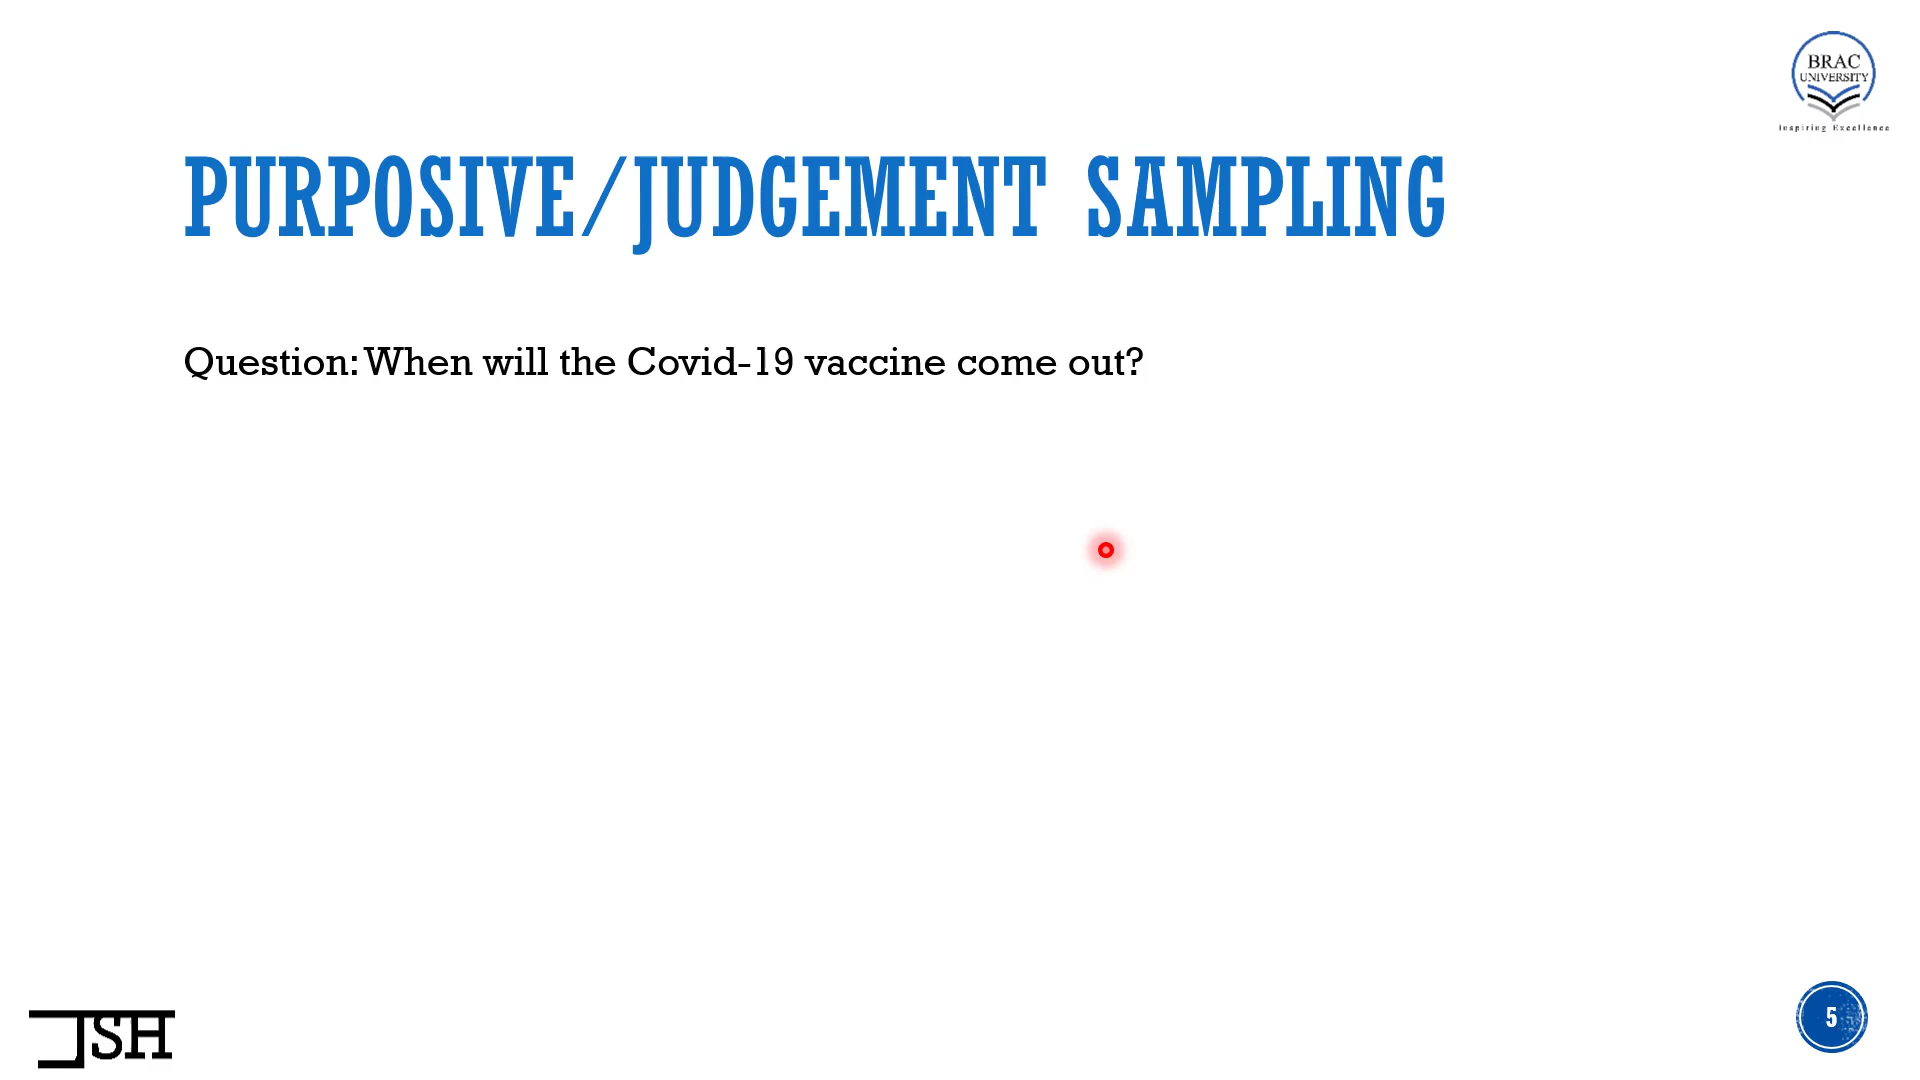 BRAC
UNIVERSITY
Inspiring Excellence
PURPOSIVE/JUDGEMENT SAMPLING
Question: When will the Covid-19 vaccine come out?
JSH
5